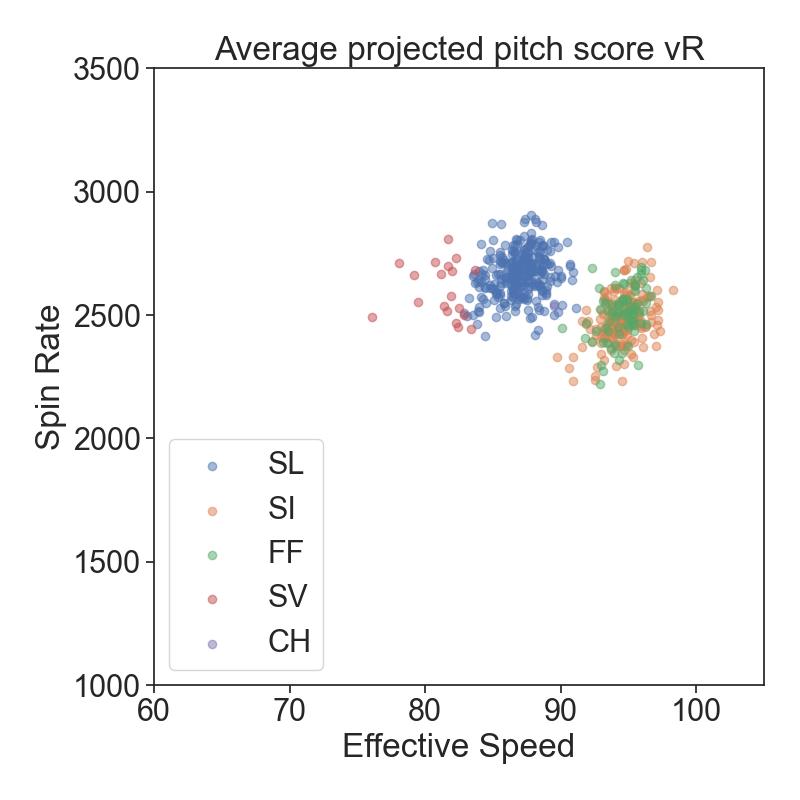 Average projected pitch score vR
3500
3000
2500
2000
1500
1000
Spin Rate
SL
SI
FF
SV
CH
60 70 80 90 100
Effective Speed